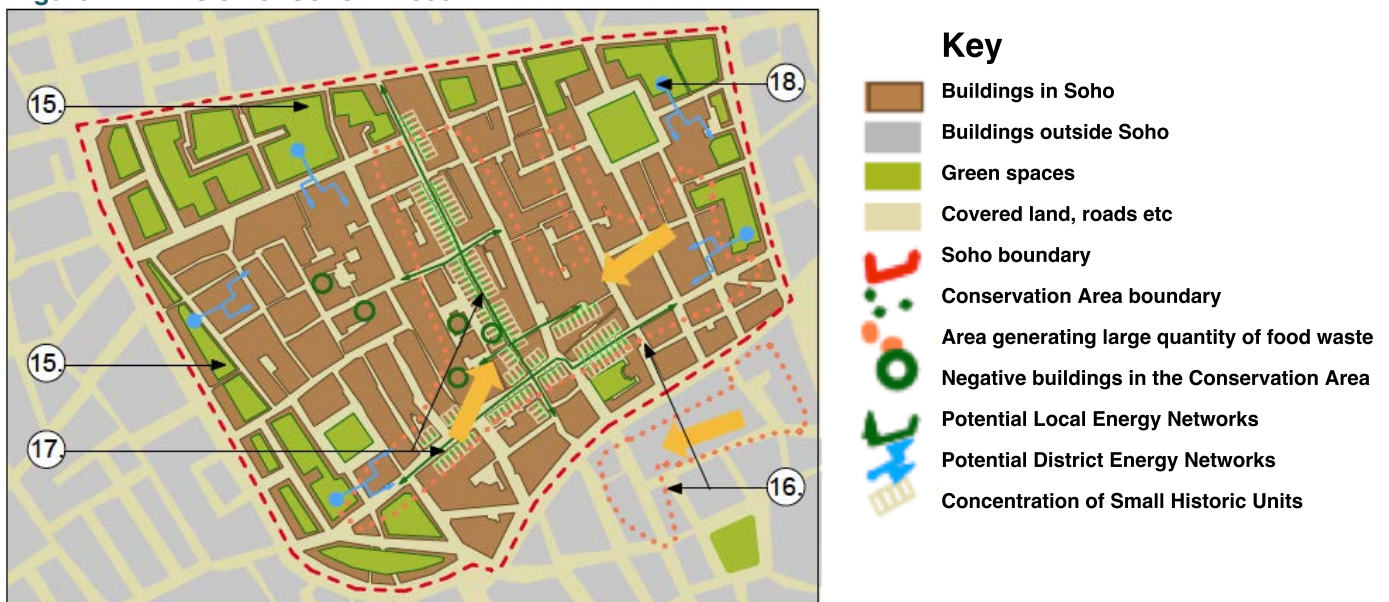 15.
18.
15.
17.
16.
Key
Buildings in Soho
Buildings outside Soho
Green spaces
Covered land, roads etc
Soho boundary
Conservation Area boundary
Area generating large quantity of food waste
Negative buildings in the Conservation Area
Potential Local Energy Networks
Potential District Energy Networks
Concentration of Small Historic Units